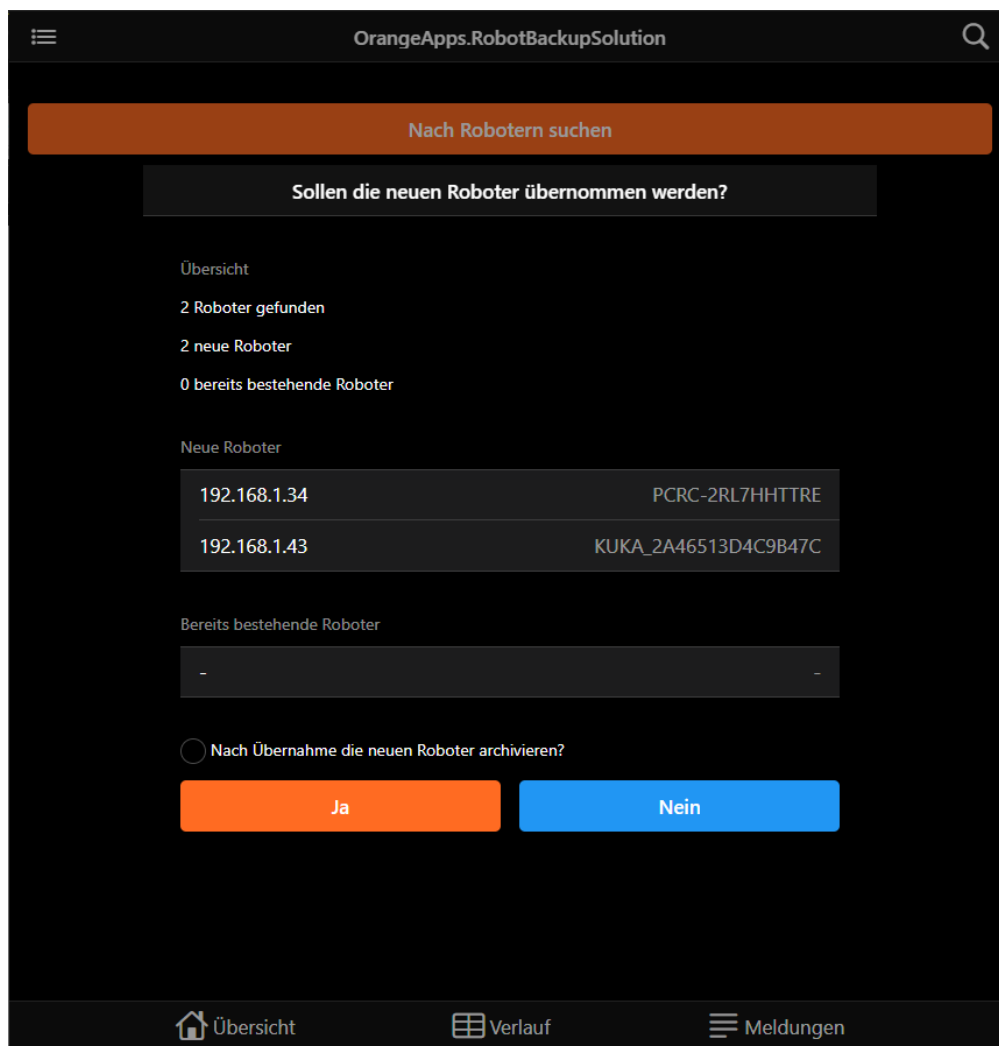 OrangeApps.RobotBackupSolution
Nach Robotern suchen
Sollen die neuen Roboter übernommen werden?
Übersicht
2 Roboter gefunden
2 neue Roboter
0 bereits bestehende Roboter
Neue Roboter
192.168.1.34 PCRC-2RL7HHTTRE
192.168.1.43 KUKA_2A46513D4C9B47C
Bereits bestehende Roboter
- -
Nach Übernahme die neuen Roboter archivieren?
Ja Nein
Übersicht Verlauf Meldungen